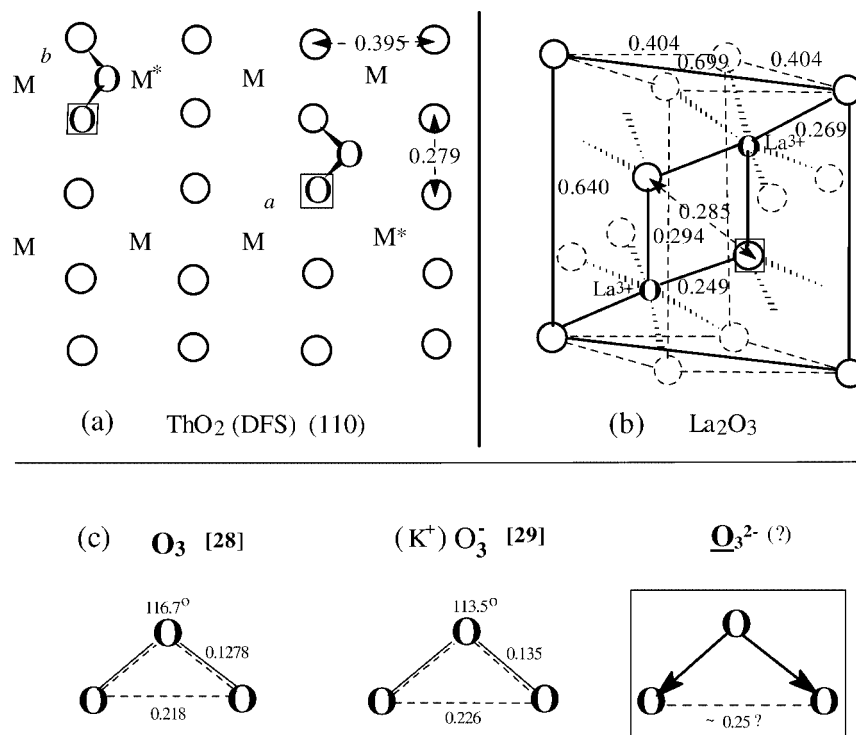 b
M M* M M
O
O
0.395
O
O
0.279
a
M M M M*
(a) ThO₂ (DFS) (110)
0.404
0.699 0.404
0.269
La3+
0.640
0.285
0.294
La3+ 0.249
(b) La₂O₃
(c) O₃ [28]
(K⁺) O₃⁻ [29]
O₃²⁻ (?)
116.7°
O
0.1278
O O
0.218
113.5°
O
0.135
O O
0.226
O
O O
~ 0.25 ?